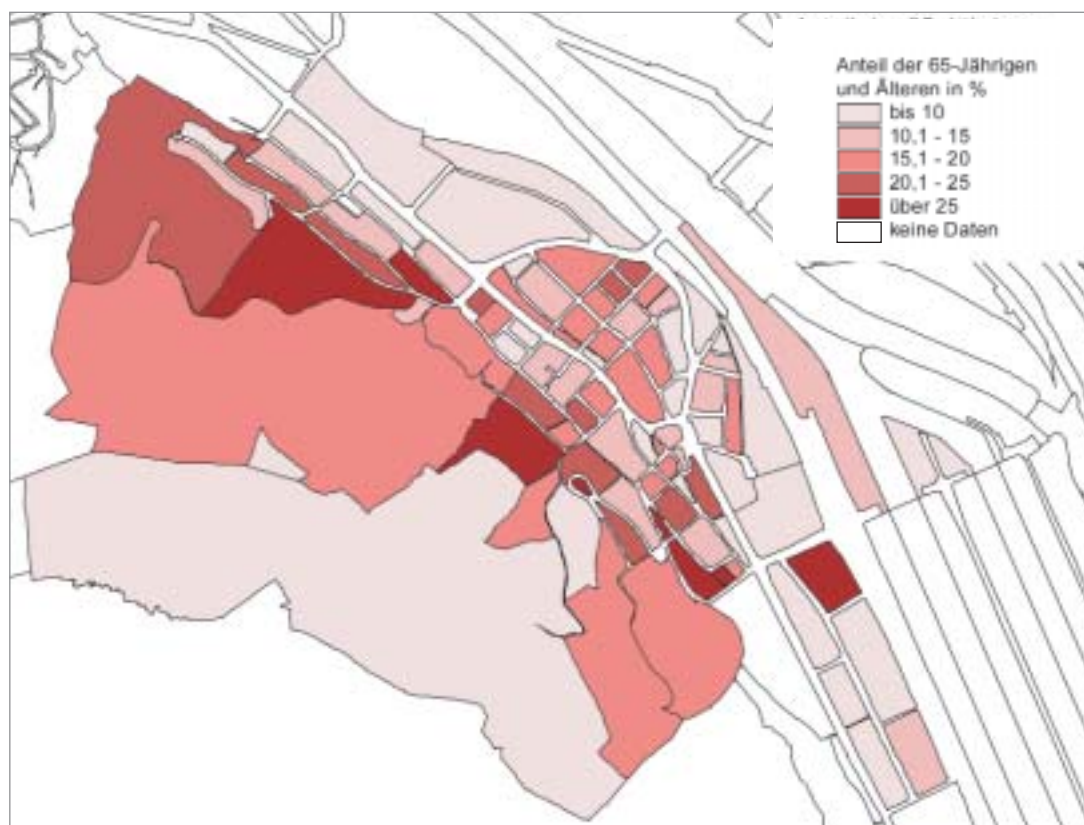 Anteil der 65-Jährigen
und Älteren in %
bis 10
10,1 - 15
15,1 - 20
20,1 - 25
über 25
keine Daten